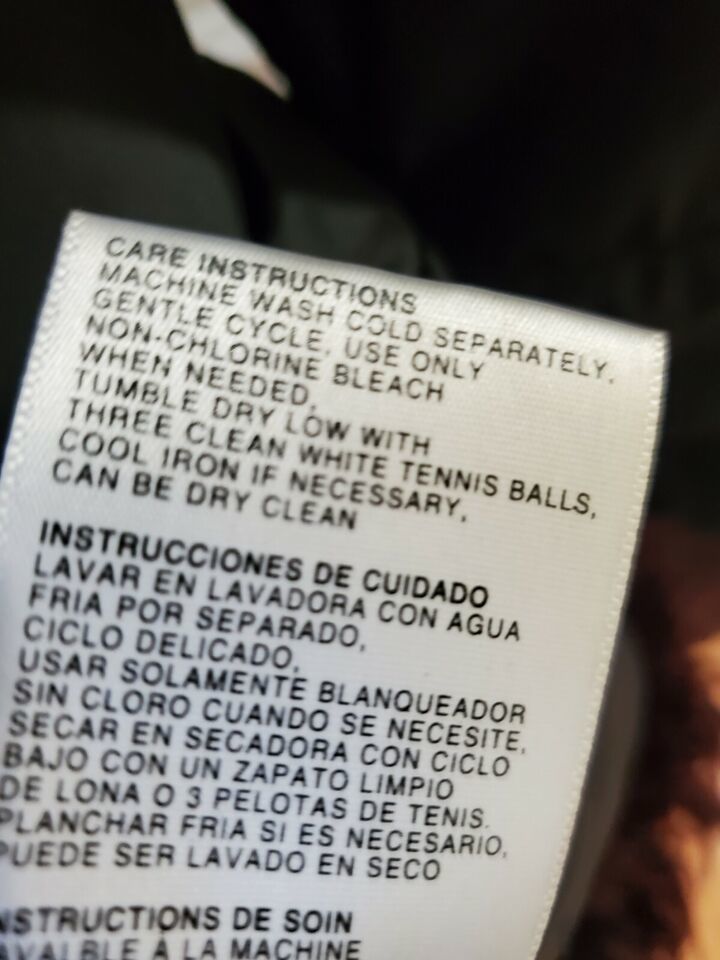 CARE INSTRUCTIONS
MACHINE WASH COLD SEPARATELY,
GENTLE CYCLE, USE ONLY
NON-CHLORINE BLEACH
WHEN NEEDED,
TUMBLE DRY LOW WITH
THREE CLEAN WHITE TENNIS BALLS,
COOL IRON IF NECESSARY,
CAN BE DRY CLEAN
INSTRUCCIONES DE CUIDADO
LAVAR EN LAVADORA CON AGUA
FRIA POR SEPARADO,
CICLO DELICADO,
USAR SOLAMENTE BLANQUEADOR
SIN CLORO CUANDO SE NECESITE,
SECAR EN SECADORA CON CICLO
BAJO CON UN ZAPATO LIMPIO
DE LONA O 3 PELOTAS DE TENIS.
PLANCHAR FRIA SI ES NECESARIO,
PUEDE SER LAVADO EN SECO
NSTRUCTIONS DE SOIN
AVALBLE A LA MACHINE